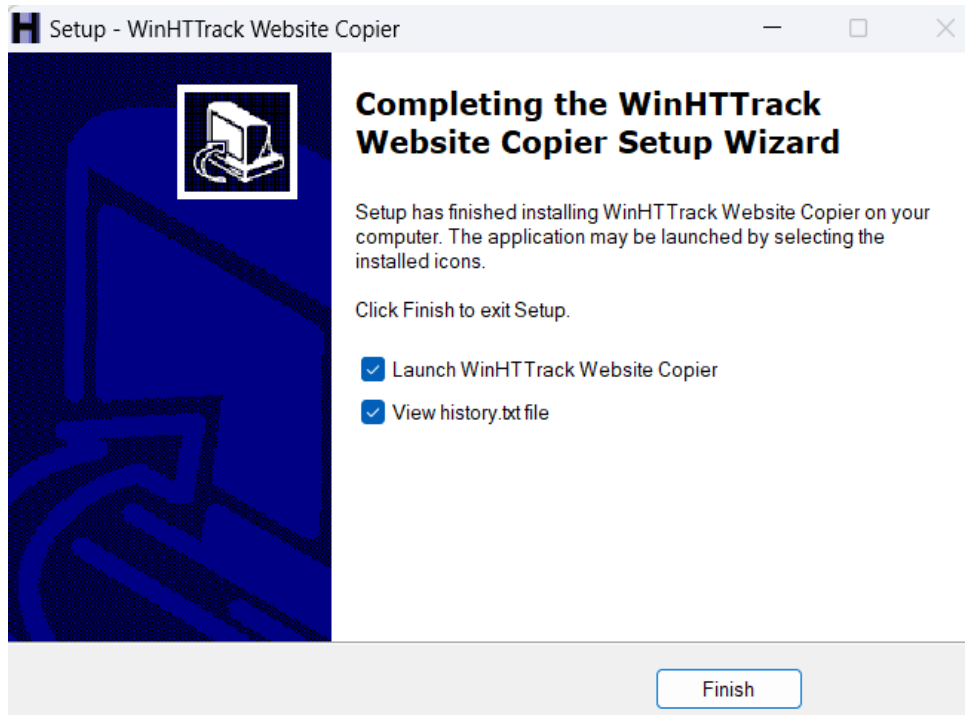 Setup - WinHTTrack Website Copier
Completing the WinHTTrack
Website Copier Setup Wizard
Setup has finished installing WinHTTrack Website Copier on your
computer. The application may be launched by selecting the
installed icons.
Click Finish to exit Setup.
Launch WinHTTrack Website Copier
View history.txt file
Finish